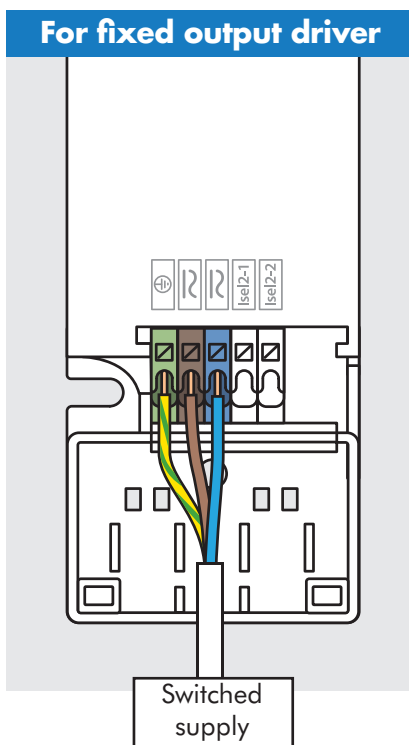 For fixed output driver
Isel2-1
Isel2-2
Switched
supply